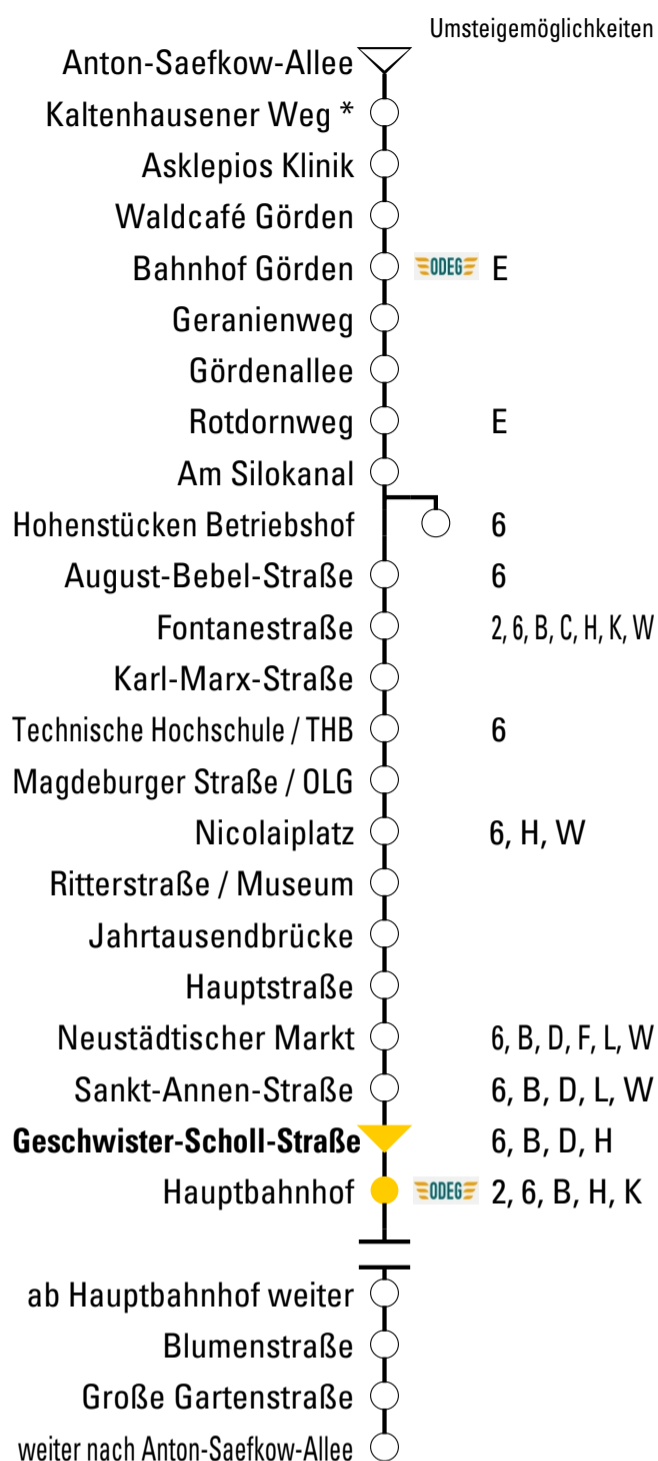 Umsteigemöglichkeiten
Anton-Saefkow-Allee
Kaltenhausener Weg *
Asklepios Klinik
Waldcafé Görden
Bahnhof Görden ODEG E
Geranienweg
Gördenallee
Rotdornweg E
Am Silokanal
Hohenstücken Betriebshof 6
August-Bebel-Straße 6
Fontanestraße 2, 6, B, C, H, K, W
Karl-Marx-Straße
Technische Hochschule / THB 6
Magdeburger Straße / OLG
Nicolaiplatz 6, H, W
Ritterstraße / Museum
Jahrtausendbrücke
Hauptstraße
Neustädtischer Markt 6, B, D, F, L, W
Sankt-Annen-Straße 6, B, D, L, W
Geschwister-Scholl-Straße 6, B, D, H
Hauptbahnhof ODEG 2, 6, B, H, K
ab Hauptbahnhof weiter
Blumenstraße
Große Gartenstraße
weiter nach Anton-Saefkow-Allee